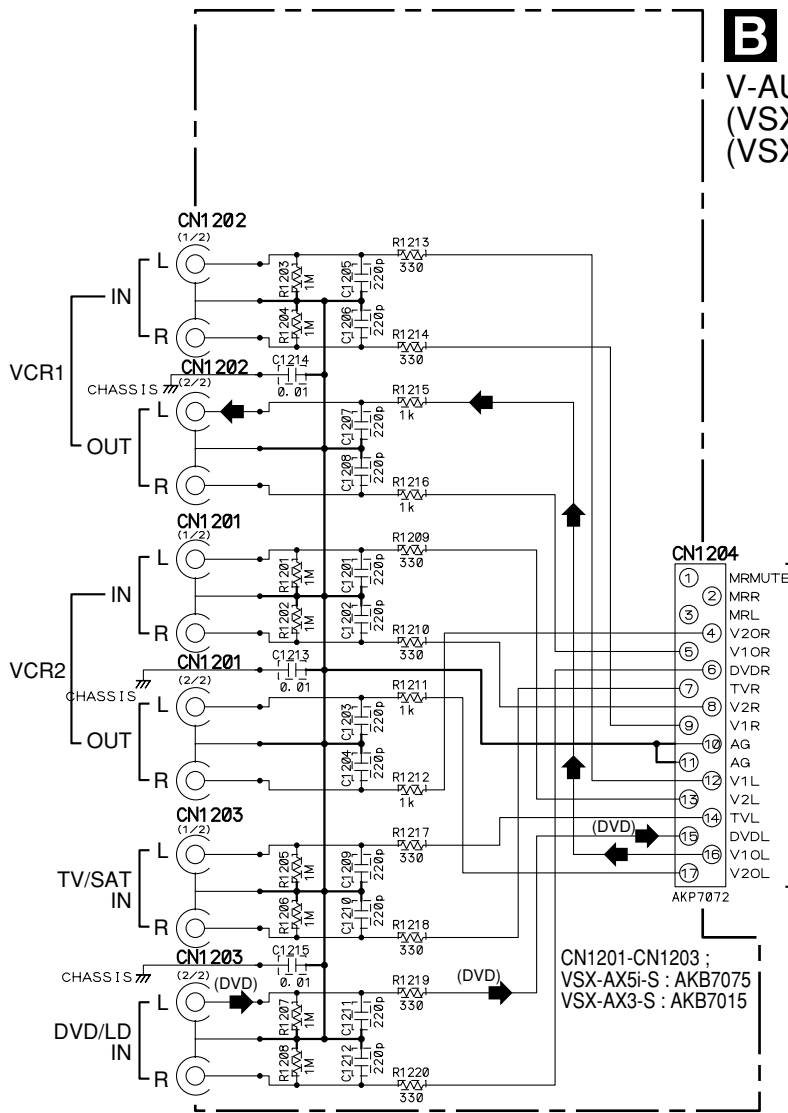 B
V-AU
(VSX
(VSX
CN1202
(1/2)
L
IN
R
R1203
1M
R1204
1M
C1205
220p
C1206
220p
R1213
330
R1214
330
VCR1
CN1202
(2/2)
CHASSIS
C1214
0.01
L
OUT
R
C1207
220p
C1208
220p
R1215
1k
R1216
1k
CN1201
(1/2)
L
IN
R
R1201
1M
R1202
1M
C1201
220p
C1202
220p
R1209
330
R1210
330
VCR2
CN1201
(2/2)
CHASSIS
C1213
0.01
L
OUT
R
C1203
220p
C1204
220p
R1211
1k
R1212
1k
CN1203
(1/2)
L
TV/SAT
IN
R
R1205
1M
R1206
1M
C1209
220p
C1210
220p
R1217
330
R1218
330
CN1203
(2/2)
CHASSIS
C1215
0.01
L
(DVD)
DVD/LD
IN
R
R1207
1M
R1208
1M
C1211
220p
C1212
220p
R1219
330
(DVD)
R1220
330
(DVD)
CN1204
1 MRMUTE
2 MRR
3 MRL
4 V2OR
5 V1OR
6 DVDR
7 TVR
8 V2R
9 V1R
10 AG
11 AG
12 V1L
13 V2L
14 TVL
15 DVDL
16 V1OL
17 V2OL
AKP7072
CN1201-CN1203 ;
VSX-AX5i-S : AKB7075
VSX-AX3-S : AKB7015